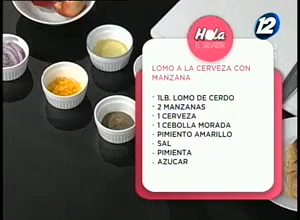 Hola
EL SALVADOR
12
LOMO A LA CERVEZA CON
MANZANA
- 1LB. LOMO DE CERDO
- 2 MANZANAS
- 1 CERVEZA
- 1 CEBOLLA MORADA
- PIMIENTO AMARILLO
- SAL
- PIMIENTA
- AZUCAR